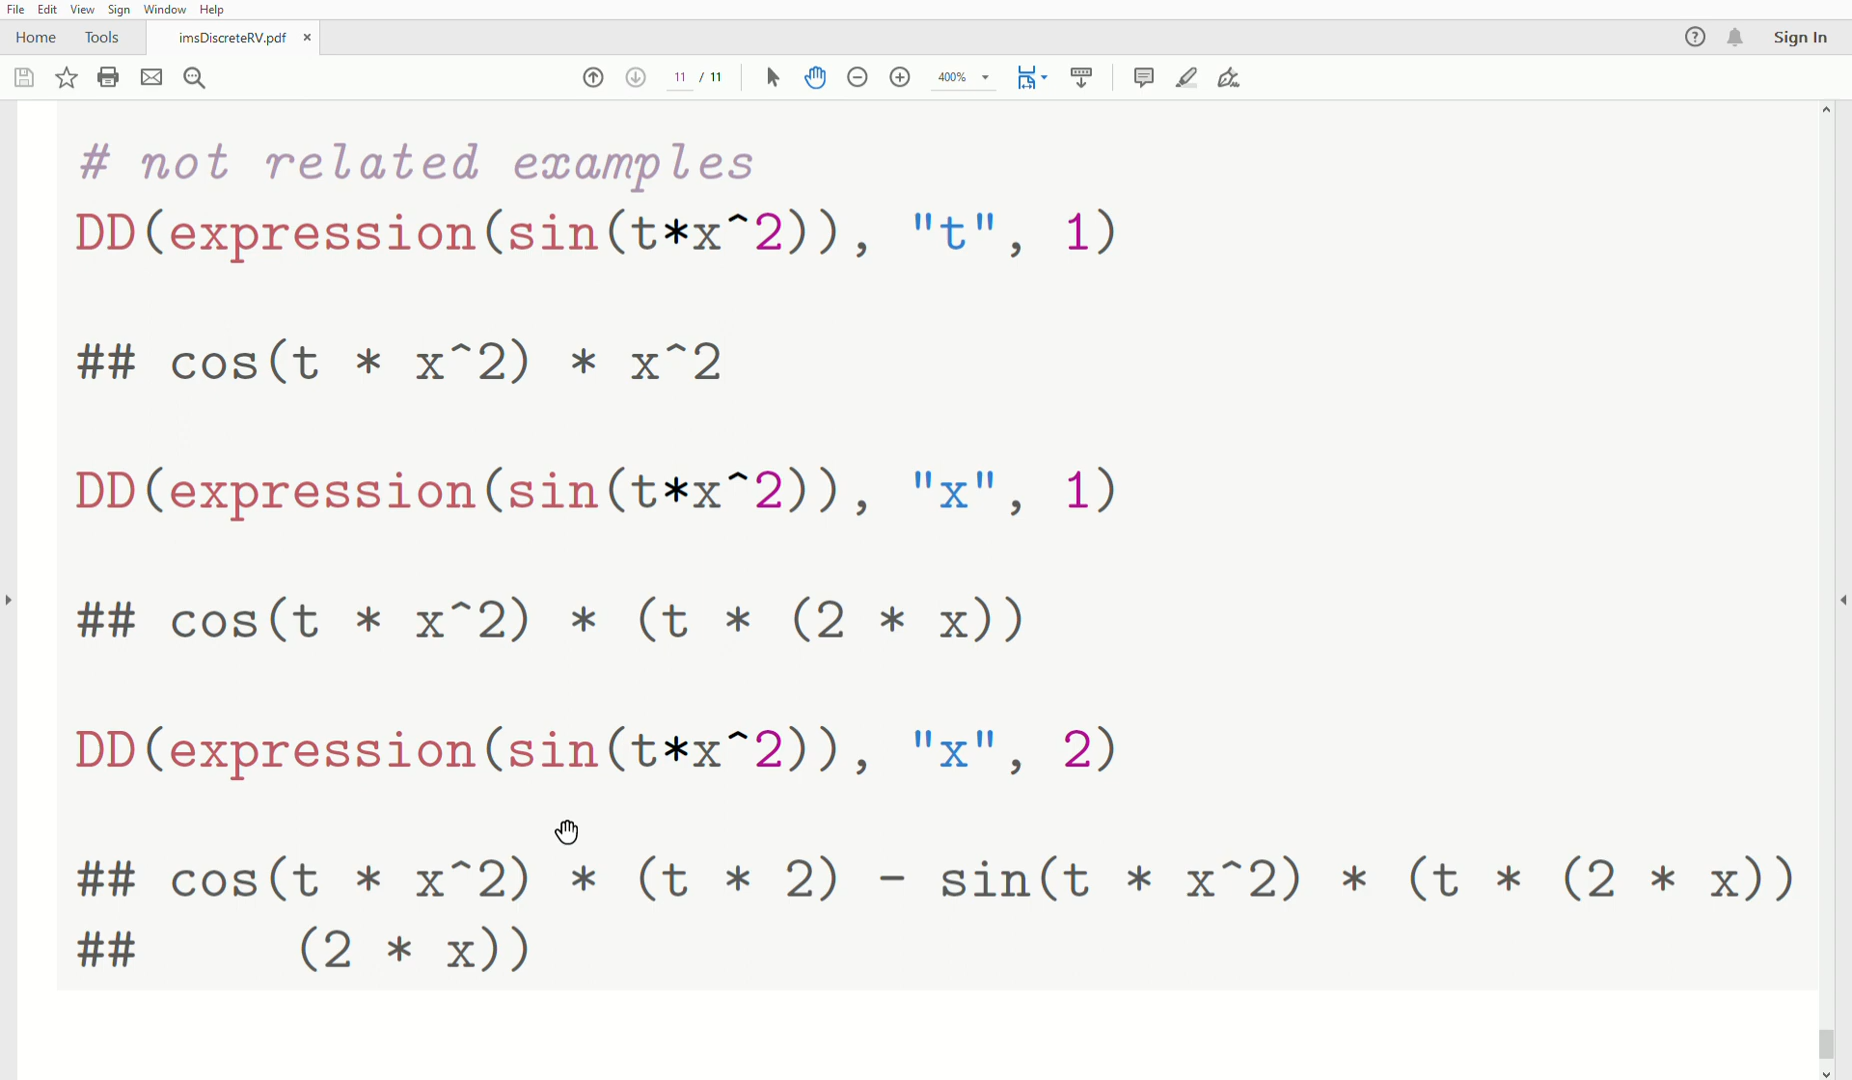 File Edit View Sign Window Help
Home Tools imsDiscreteRV.pdf × ? Sign In
11 / 11 400%
# not related examples
DD(expression(sin(t*x^2)), "t", 1)
## cos(t * x^2) * x^2
DD(expression(sin(t*x^2)), "x", 1)
## cos(t * x^2) * (t * (2 * x))
DD(expression(sin(t*x^2)), "x", 2)
## cos(t * x^2) * (t * 2) - sin(t * x^2) * (t * (2 * x))
## (2 * x))